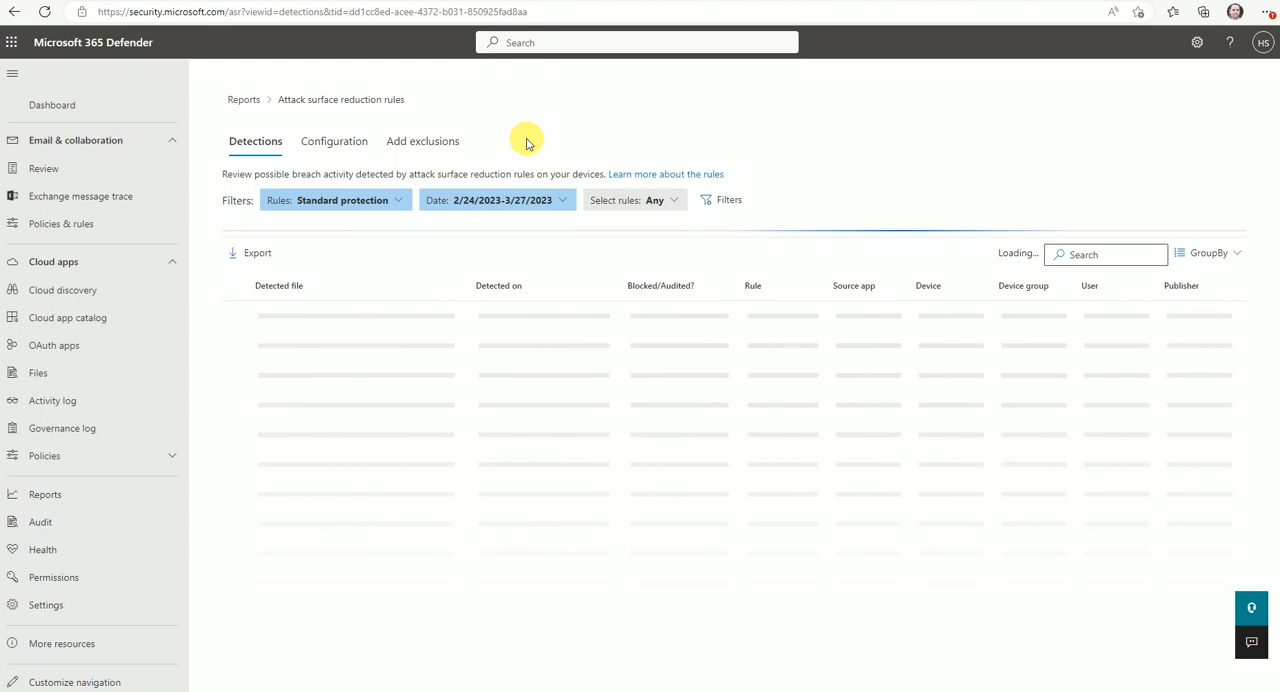 https://security.microsoft.com/asr?viewid=detections&tid=dd1cc8ed-acee-4372-b031-850925fad8aa
Microsoft 365 Defender
Search
HS
Dashboard
Email & collaboration
Review
Exchange message trace
Policies & rules
Cloud apps
Cloud discovery
Cloud app catalog
OAuth apps
Files
Activity log
Governance log
Policies
Reports
Audit
Health
Permissions
Settings
More resources
Customize navigation
Reports > Attack surface reduction rules
Detections Configuration Add exclusions
Review possible breach activity detected by attack surface reduction rules on your devices. Learn more about the rules
Filters: Rules: Standard protection Date: 2/24/2023-3/27/2023 Select rules: Any Filters
Export Loading... Search GroupBy
Detected file Detected on Blocked/Audited? Rule Source app Device Device group User Publisher